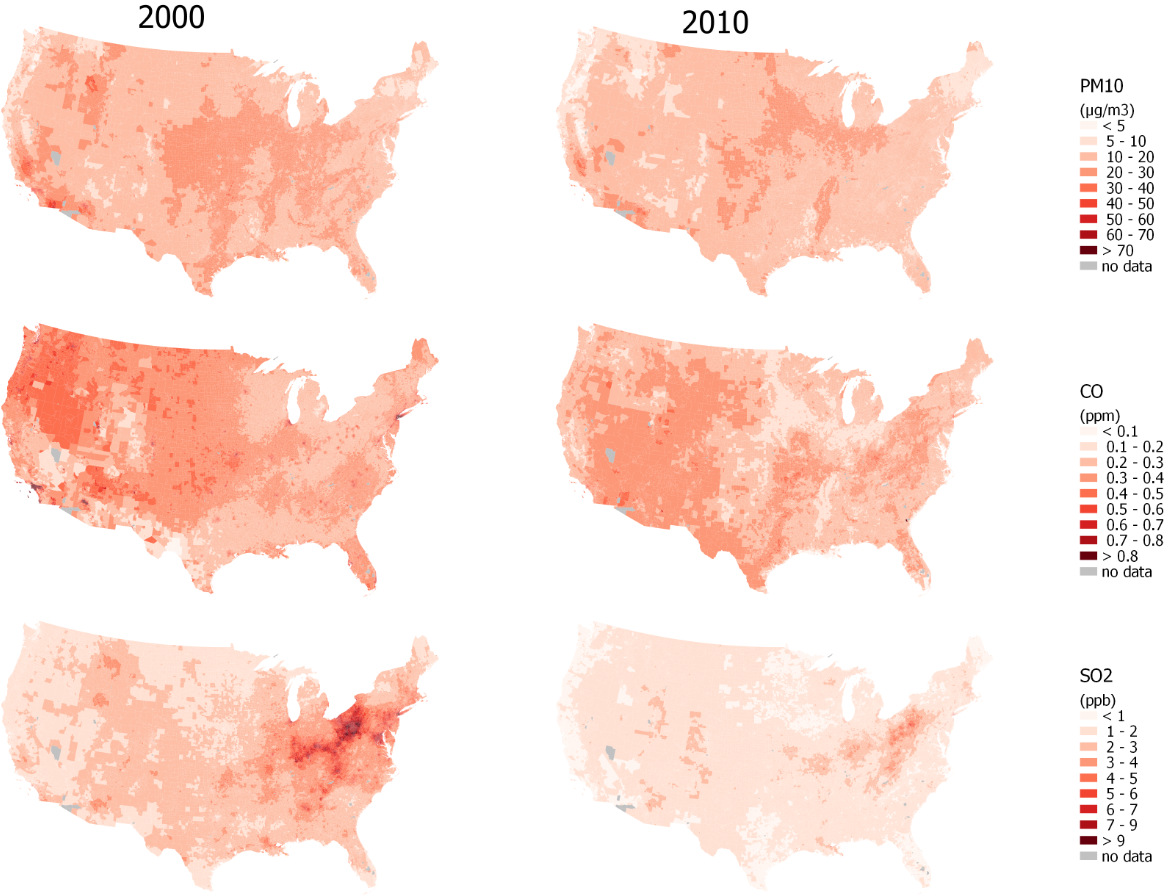 2000
2010
PM10
(µg/m3)
< 5
5 - 10
10 - 20
20 - 30
30 - 40
40 - 50
50 - 60
60 - 70
> 70
no data
CO
(ppm)
< 0.1
0.1 - 0.2
0.2 - 0.3
0.3 - 0.4
0.4 - 0.5
0.5 - 0.6
0.6 - 0.7
0.7 - 0.8
> 0.8
no data
SO2
(ppb)
< 1
1 - 2
2 - 3
3 - 4
4 - 5
5 - 6
6 - 7
7 - 9
> 9
no data